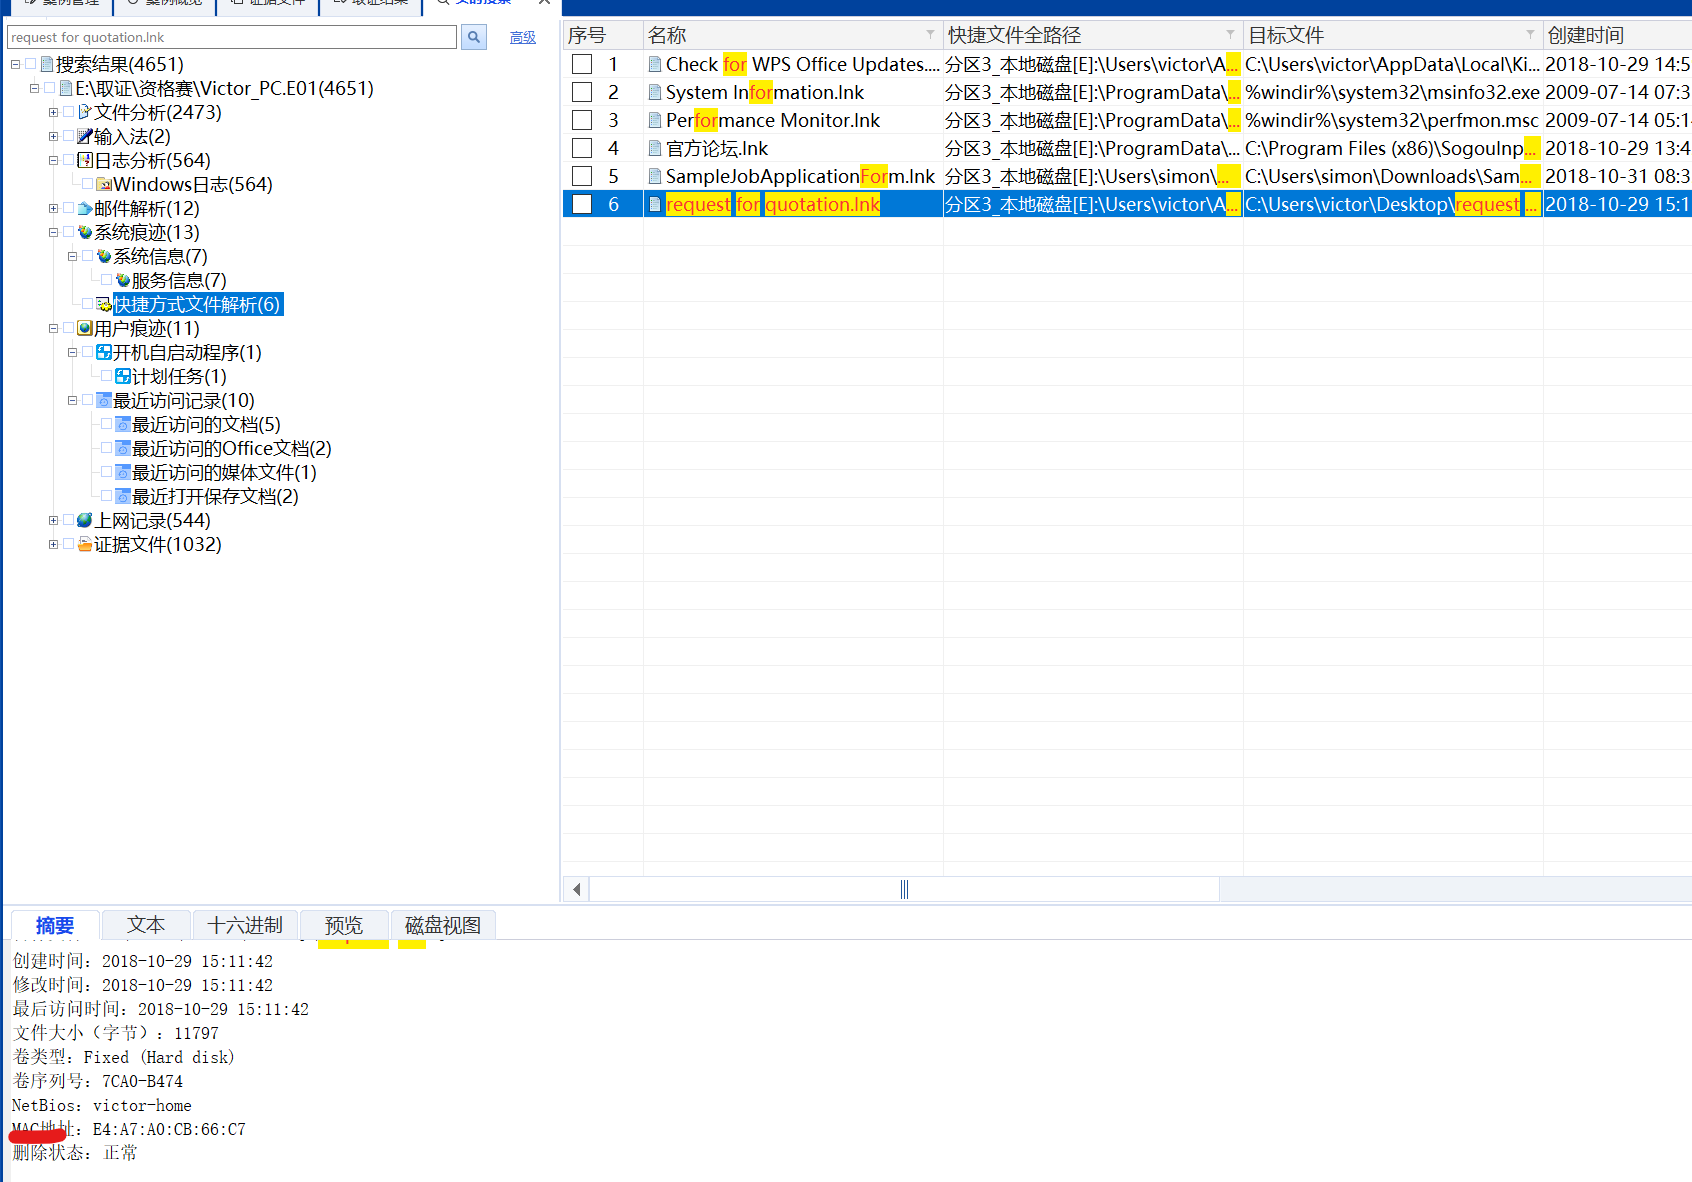 案例管理 案例概览 证据文件 取证结果
request for quotation.lnk 高级
搜索结果(4651)
E:\取证\资格赛\Victor_PC.E01(4651)
文件分析(2473)
输入法(2)
日志分析(564)
Windows日志(564)
邮件解析(12)
系统痕迹(13)
系统信息(7)
服务信息(7)
快捷方式文件解析(6)
用户痕迹(11)
开机自启动程序(1)
计划任务(1)
最近访问记录(10)
最近访问的文档(5)
最近访问的Office文档(2)
最近访问的媒体文件(1)
最近打开保存文档(2)
上网记录(544)
证据文件(1032)
序号 名称 快捷文件全路径 目标文件 创建时间
1 Check for WPS Office Updates.... 分区3_本地磁盘[E]:\Users\victor\A... C:\Users\victor\AppData\Local\Ki... 2018-10-29 14:5
2 System Information.lnk 分区3_本地磁盘[E]:\ProgramData\... %windir%\system32\msinfo32.exe 2009-07-14 07:3
3 Performance Monitor.lnk 分区3_本地磁盘[E]:\ProgramData\... %windir%\system32\perfmon.msc 2009-07-14 05:1
4 官方论坛.lnk 分区3_本地磁盘[E]:\ProgramData\... C:\Program Files (x86)\SogouInp... 2018-10-29 13:4
5 SampleJobApplicationForm.lnk 分区3_本地磁盘[E]:\Users\simon\... C:\Users\simon\Downloads\Sam... 2018-10-31 08:3
6 request for quotation.lnk 分区3_本地磁盘[E]:\Users\victor\A... C:\Users\victor\Desktop\request ... 2018-10-29 15:1
摘要 文本 十六进制 预览 磁盘视图
创建时间: 2018-10-29 15:11:42
修改时间: 2018-10-29 15:11:42
最后访问时间: 2018-10-29 15:11:42
文件大小（字节）: 11797
卷类型: Fixed (Hard disk)
卷序列号: 7CA0-B474
NetBios: victor-home
MAC地址: E4:A7:A0:CB:66:C7
删除状态: 正常